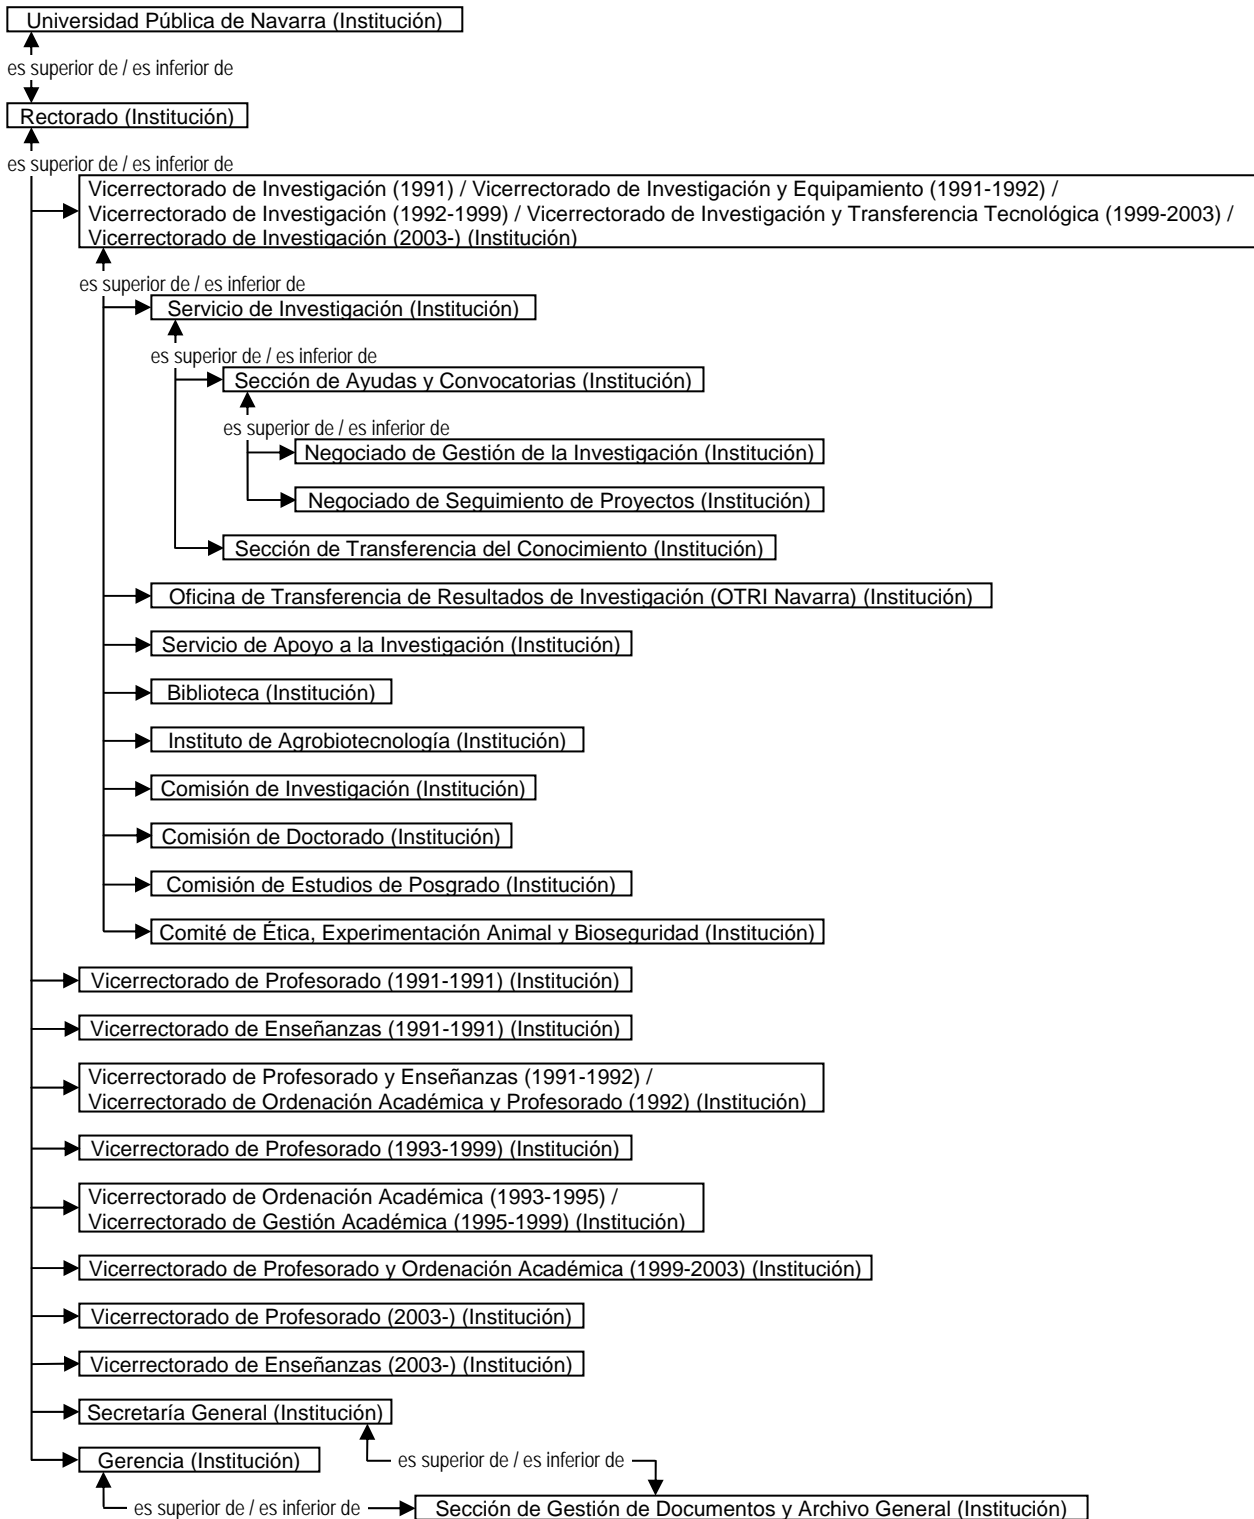 Universidad Pública de Navarra (Institución)
es superior de / es inferior de
Rectorado (Institución)
es superior de / es inferior de
Vicerrectorado de Investigación (1991) / Vicerrectorado de Investigación y Equipamiento (1991-1992) /
Vicerrectorado de Investigación (1992-1999) / Vicerrectorado de Investigación y Transferencia Tecnológica (1999-2003) /
Vicerrectorado de Investigación (2003-) (Institución)
es superior de / es inferior de
Servicio de Investigación (Institución)
es superior de / es inferior de
Sección de Ayudas y Convocatorias (Institución)
es superior de / es inferior de
Negociado de Gestión de la Investigación (Institución)
Negociado de Seguimiento de Proyectos (Institución)
Sección de Transferencia del Conocimiento (Institución)
Oficina de Transferencia de Resultados de Investigación (OTRI Navarra) (Institución)
Servicio de Apoyo a la Investigación (Institución)
Biblioteca (Institución)
Instituto de Agrobiotecnología (Institución)
Comisión de Investigación (Institución)
Comisión de Doctorado (Institución)
Comisión de Estudios de Posgrado (Institución)
Comité de Ética, Experimentación Animal y Bioseguridad (Institución)
Vicerrectorado de Profesorado (1991-1991) (Institución)
Vicerrectorado de Enseñanzas (1991-1991) (Institución)
Vicerrectorado de Profesorado y Enseñanzas (1991-1992) /
Vicerrectorado de Ordenación Académica y Profesorado (1992) (Institución)
Vicerrectorado de Profesorado (1993-1999) (Institución)
Vicerrectorado de Ordenación Académica (1993-1995) /
Vicerrectorado de Gestión Académica (1995-1999) (Institución)
Vicerrectorado de Profesorado y Ordenación Académica (1999-2003) (Institución)
Vicerrectorado de Profesorado (2003-) (Institución)
Vicerrectorado de Enseñanzas (2003-) (Institución)
Secretaría General (Institución)
Gerencia (Institución)
es superior de / es inferior de
es superior de / es inferior de
Sección de Gestión de Documentos y Archivo General (Institución)